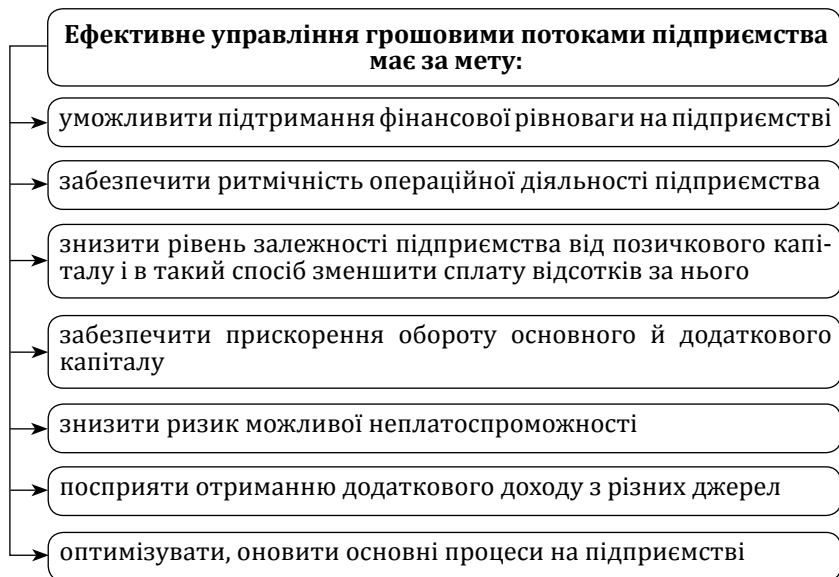 Ефективне управління грошовими потоками підприємства
має за мету:
уможливити підтримання фінансової рівноваги на підприємстві
забезпечити ритмічність операційної діяльності підприємства
знизити рівень залежності підприємства від позичкового капі-
талу і в такий спосіб зменшити сплату відсотків за нього
забезпечити прискорення обороту основного й додаткового
капіталу
знизити ризик можливої неплатоспроможності
посприяти отриманню додаткового доходу з різних джерел
оптимізувати, оновити основні процеси на підприємстві